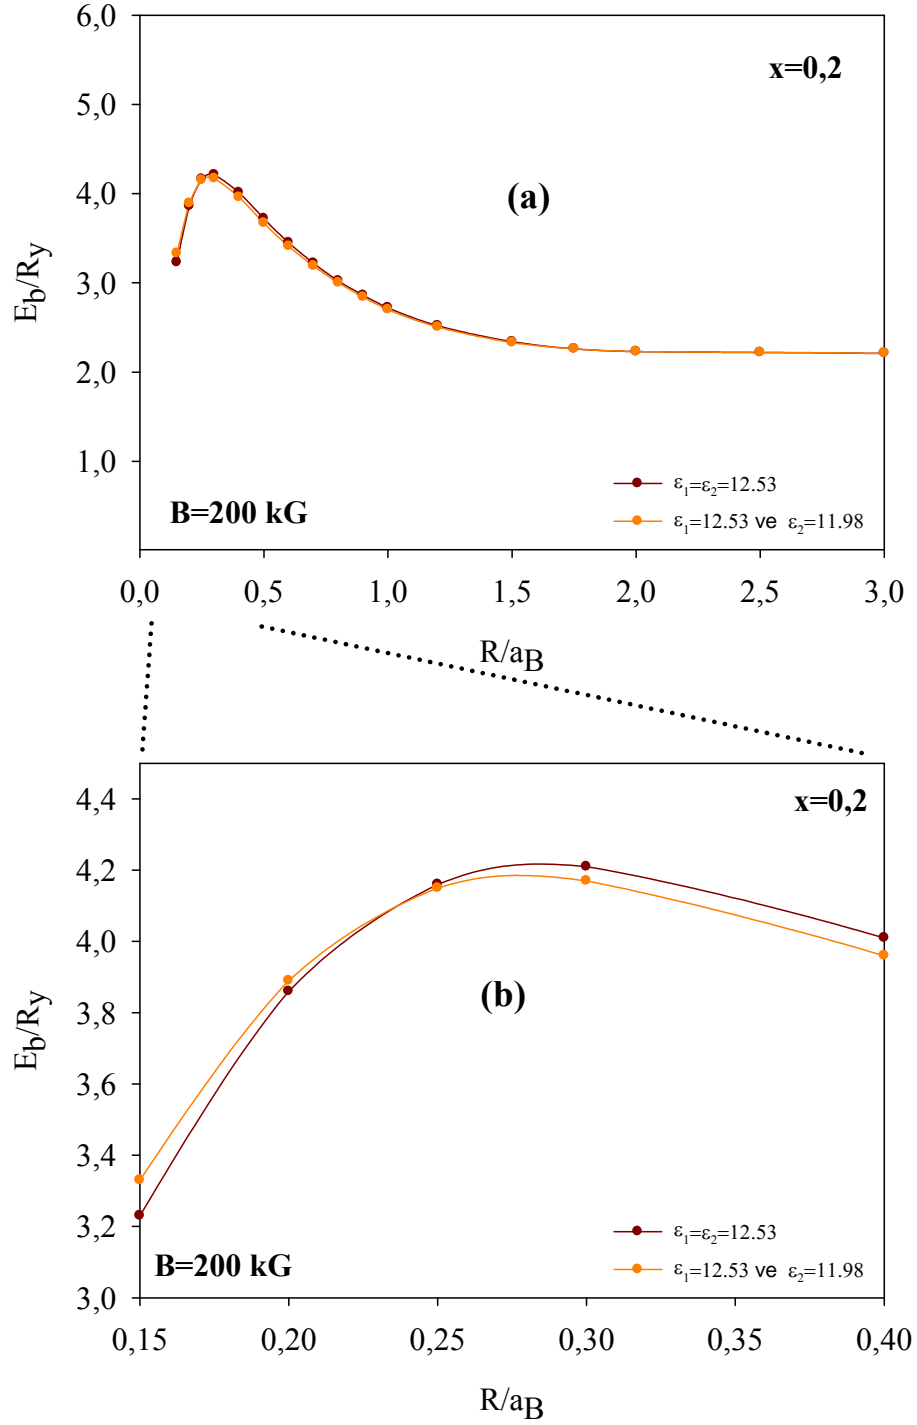 6,0
x=0,2
5,0
4,0
(a)
E_b/R_y
3,0
2,0
1,0
ε₁=ε₂=12.53
B=200 kG
ε₁=12.53 ve ε₂=11.98
0,0 0,5 1,0 1,5 2,0 2,5 3,0
R/a_B
4,4
x=0,2
4,2
4,0
(b)
E_b/R_y
3,8
3,6
3,4
3,2
ε₁=ε₂=12.53
B=200 kG
ε₁=12.53 ve ε₂=11.98
3,0
0,15 0,20 0,25 0,30 0,35 0,40
R/a_B